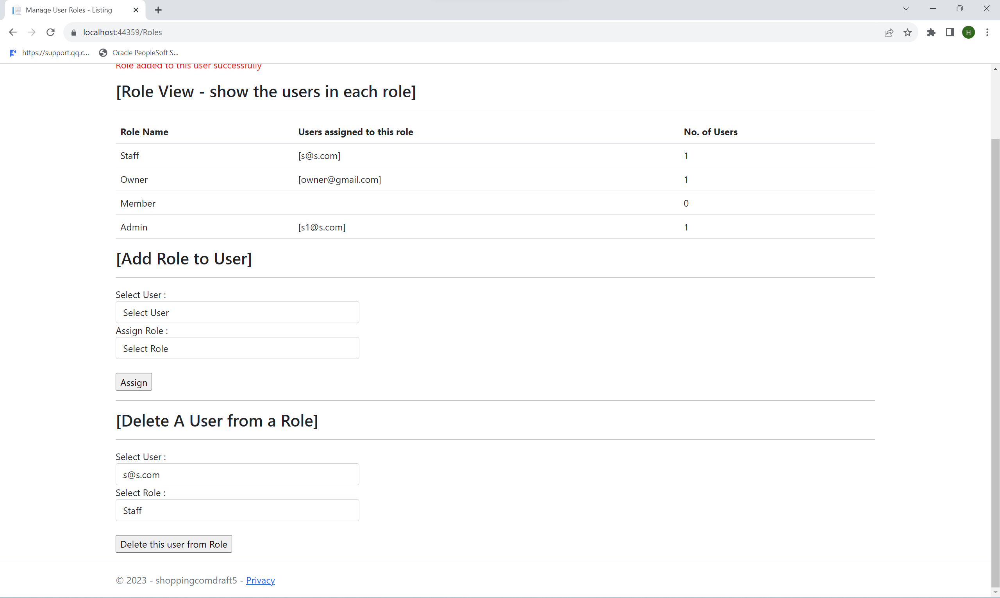 Manage User Roles - Listing
localhost:44359/Roles
H
https://support.qq.c...
Oracle PeopleSoft S...
Role added to this user successfully
[Role View - show the users in each role]
Role Name Users assigned to this role No. of Users
Staff [s@s.com] 1
Owner [owner@gmail.com] 1
Member 0
Admin [s1@s.com] 1
[Add Role to User]
Select User :
Select User
Assign Role :
Select Role
Assign
[Delete A User from a Role]
Select User :
s@s.com
Select Role :
Staff
Delete this user from Role
© 2023 - shoppingcomdraft5 - Privacy